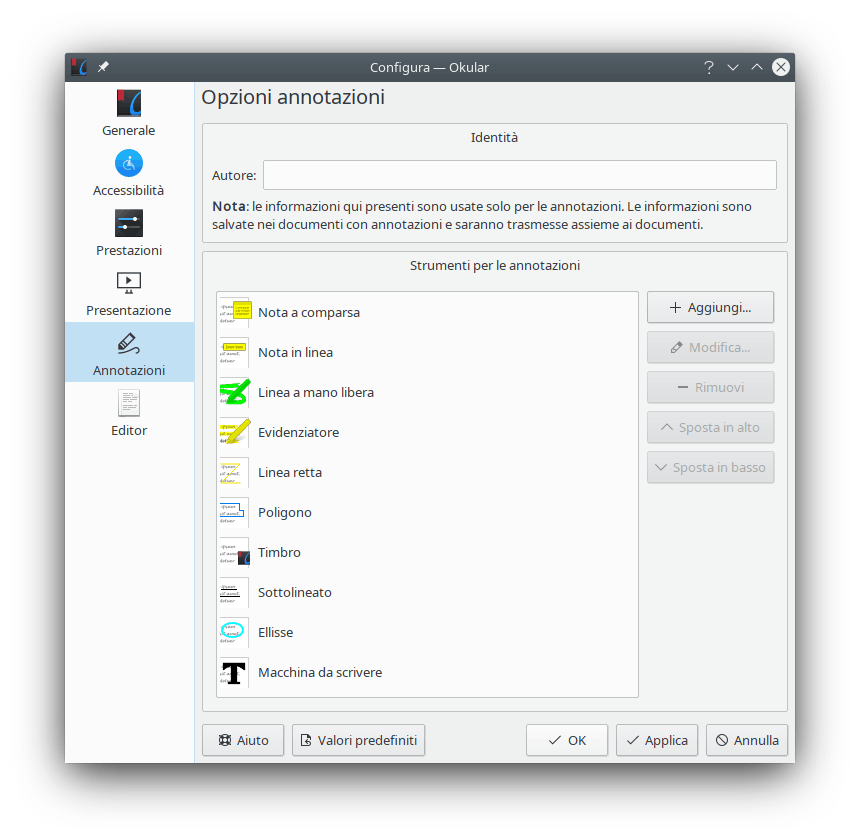 Configura — Okular
Generale
Accessibilità
Prestazioni
Presentazione
Annotazioni
Editor
Opzioni annotazioni
Identità
Autore:
Nota: le informazioni qui presenti sono usate solo per le annotazioni. Le informazioni sono
salvate nei documenti con annotazioni e saranno trasmesse assieme ai documenti.
Strumenti per le annotazioni
Nota a comparsa
Nota in linea
Linea a mano libera
Evidenziatore
Linea retta
Poligono
Timbro
Sottolineato
Ellisse
Macchina da scrivere
Aggiungi...
Modifica...
Rimuovi
Sposta in alto
Sposta in basso
Aiuto
Valori predefiniti
OK
Applica
Annulla